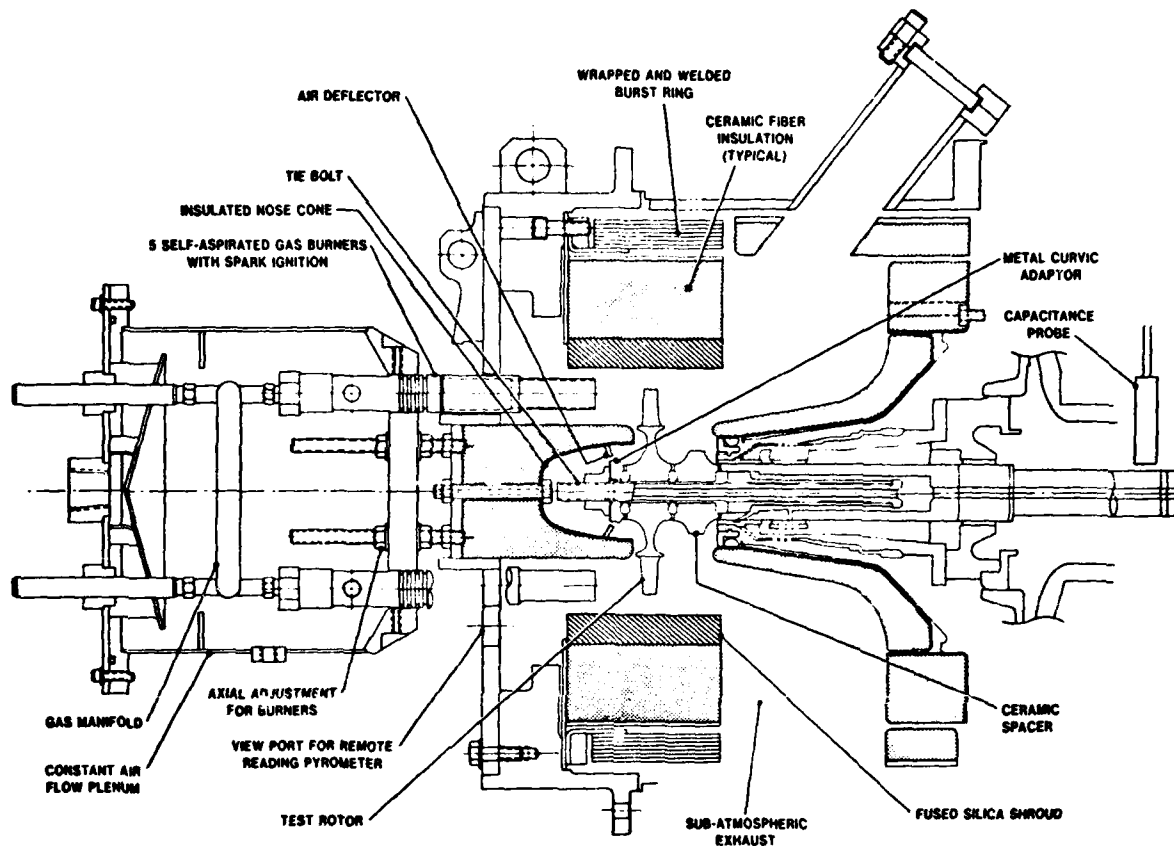 WRAPPED AND WELDED
BURST RING
AIR DEFLECTOR
CERAMIC FIBER
INSULATION
(TYPICAL)
TIE BOLT
INSULATED NOSE CONE
5 SELF-ASPIRATED GAS BURNERS
WITH SPARK IGNITION
METAL CURVIC
ADAPTOR
CAPACITANCE
PROBE
GAS MANIFOLD
AXIAL ADJUSTMENT
FOR BURNERS
CERAMIC
SPACER
CONSTANT AIR
FLOW PLENUM
VIEW PORT FOR REMOTE
READING PYROMETER
TEST ROTOR
SUB-ATMOSPHERIC
EXHAUST
FUSED SILICA SHROUD